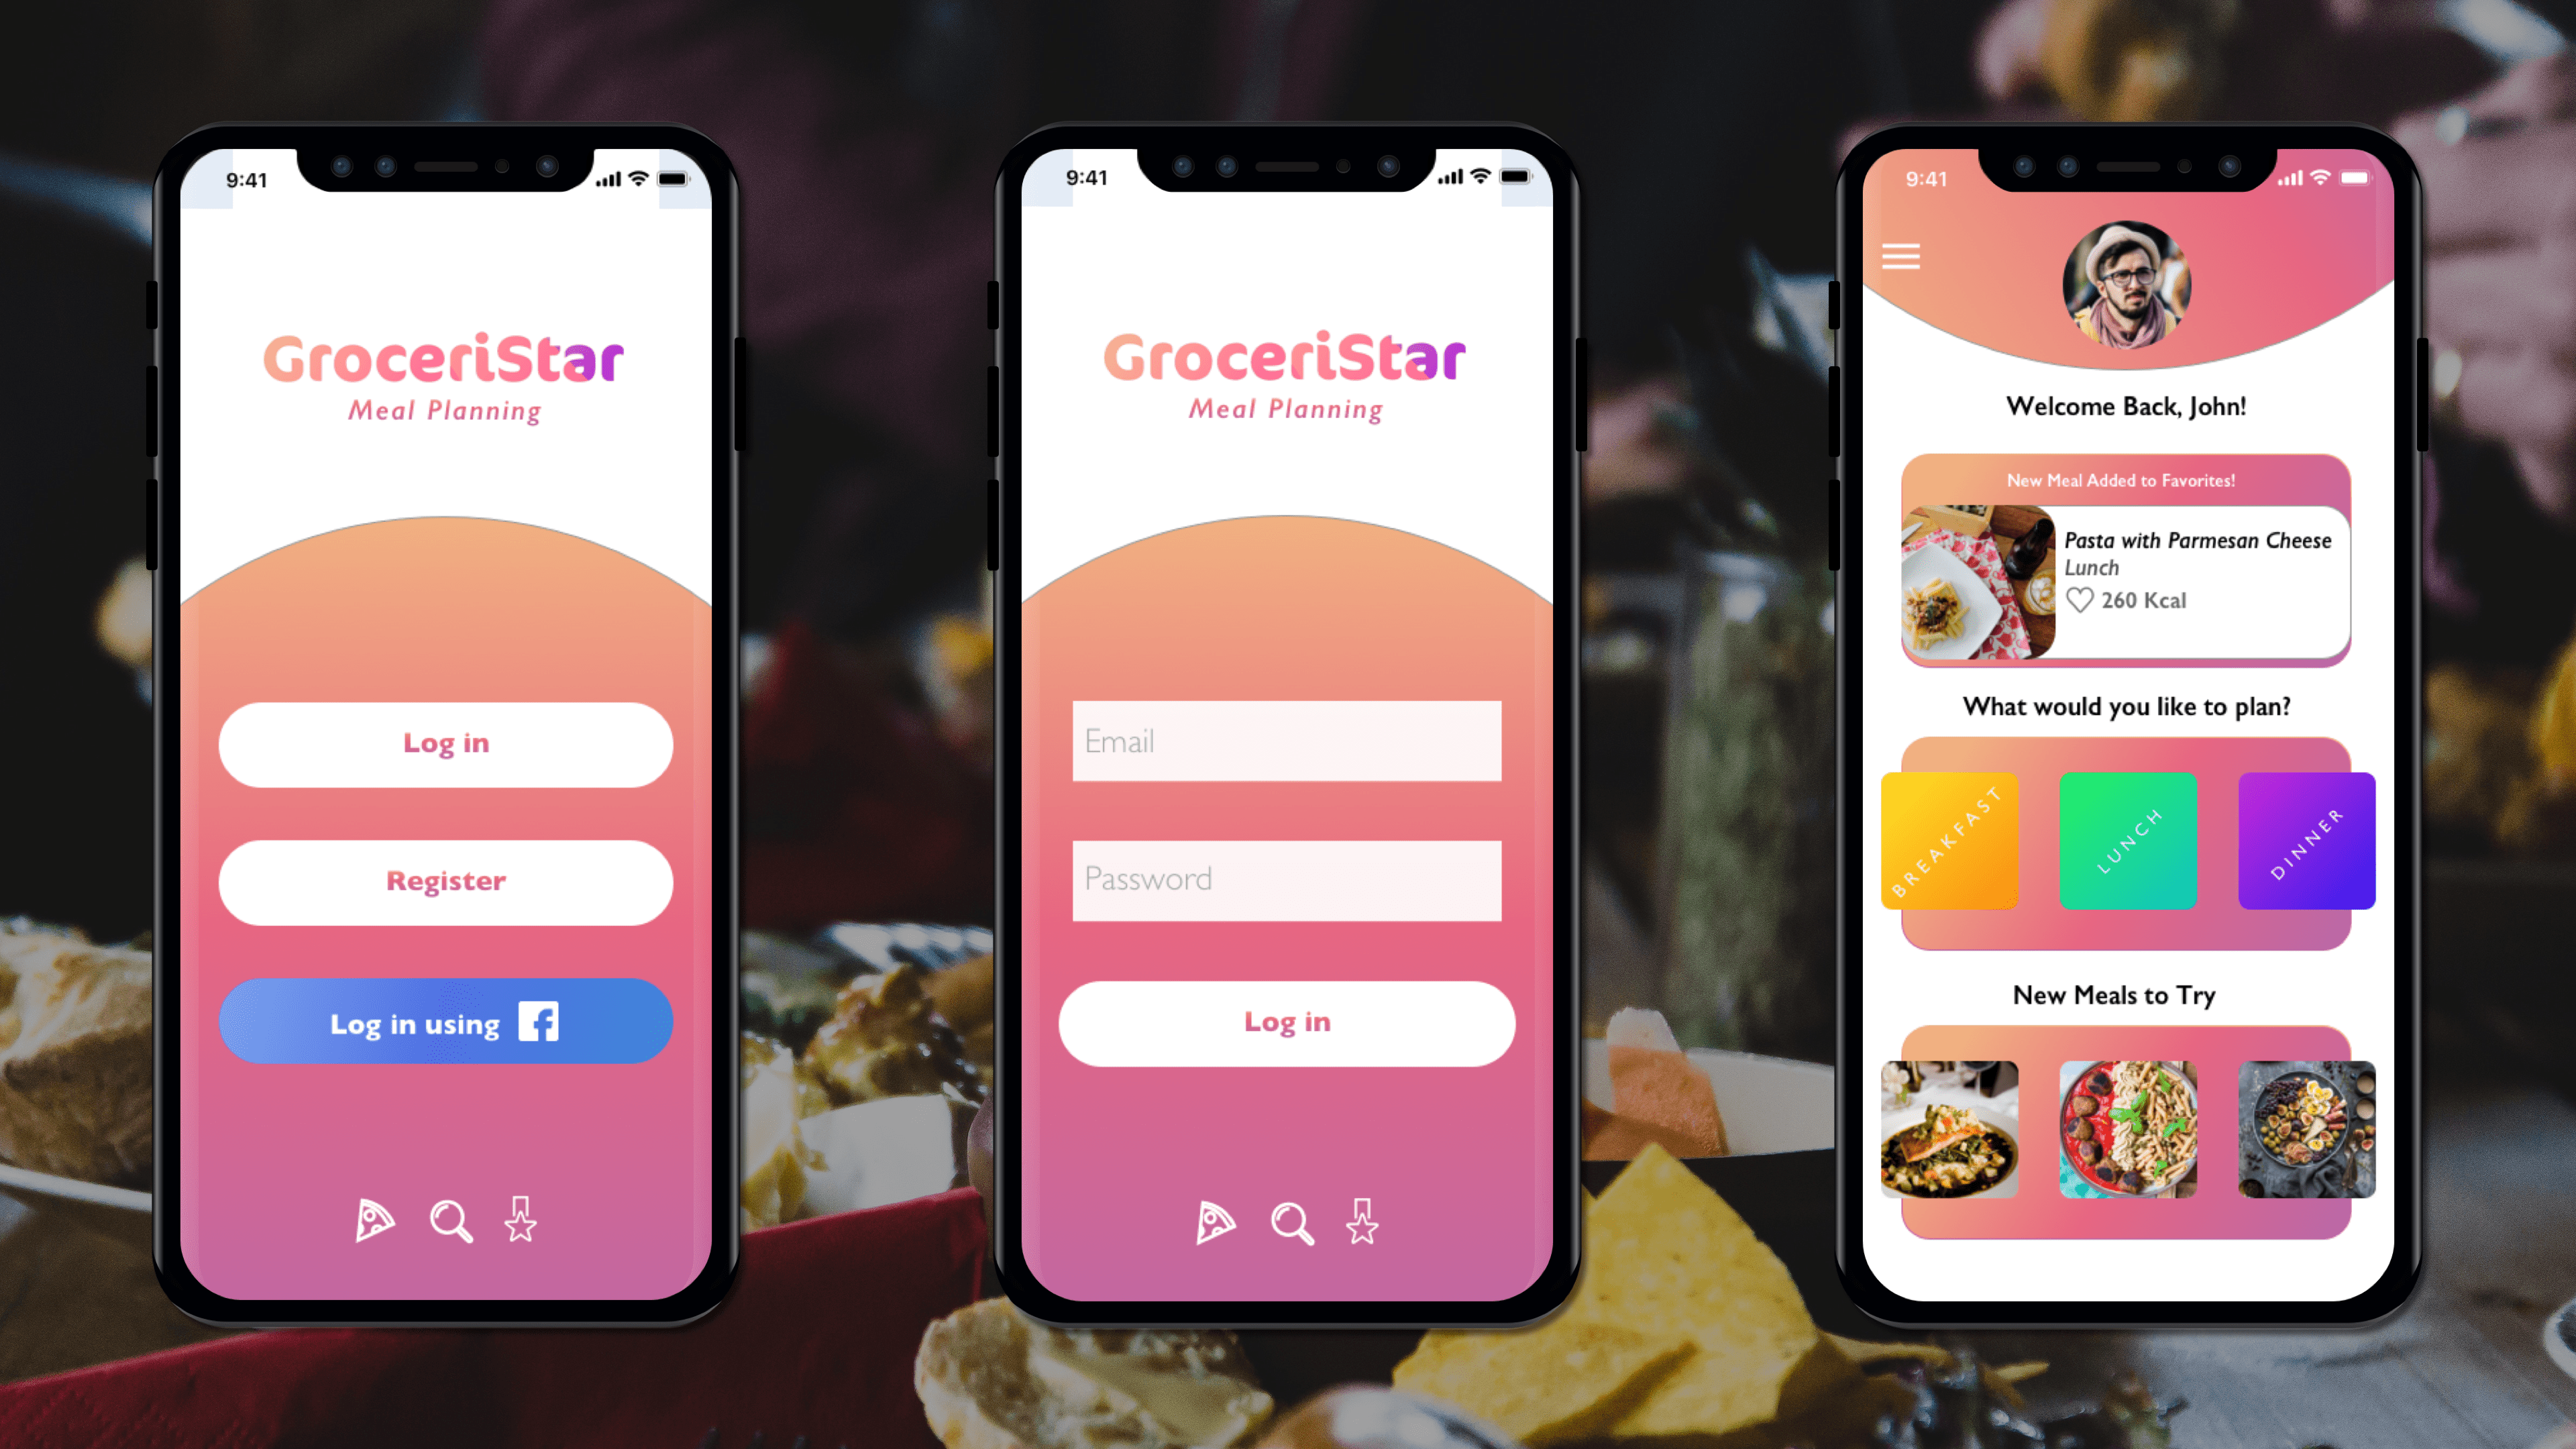 9:41
GroceriStar
Meal Planning
Log in
Register
Log in using f
9:41
GroceriStar
Meal Planning
Email
Password
Log in
9:41
Welcome Back, John!
New Meal Added to Favorites!
Pasta with Parmesan Cheese
Lunch
260 Kcal
What would you like to plan?
BREAKFAST
LUNCH
DINNER
New Meals to Try